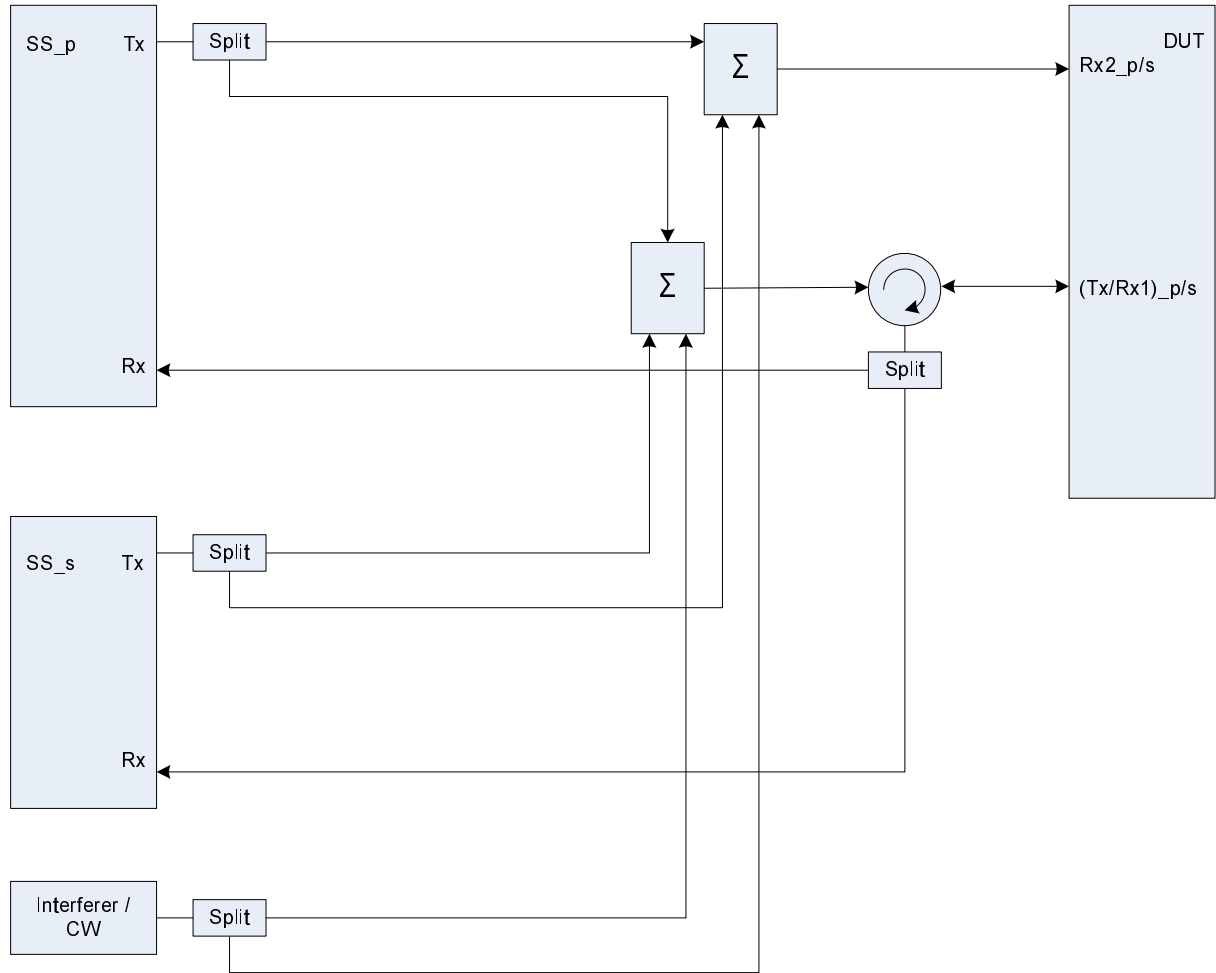 SS_p Tx
Split
Σ
DUT
Rx2_p/s
Σ
(Tx/Rx1)_p/s
Rx
Split
SS_s Tx
Split
Rx
Interferer /
CW
Split